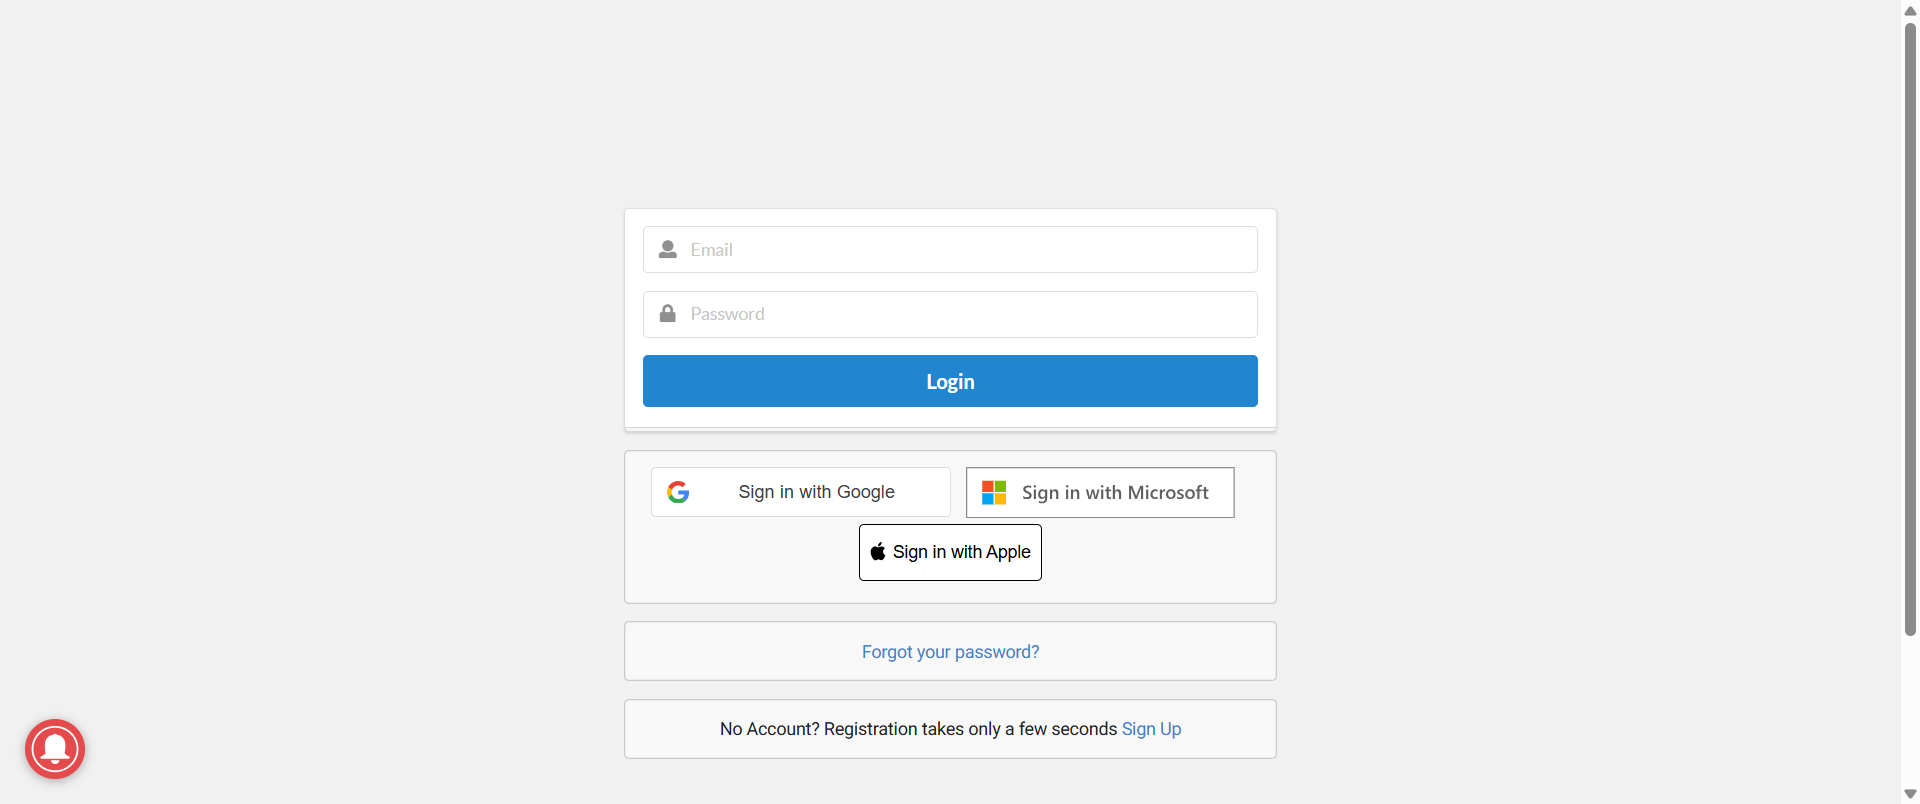 Email
Password
Login
Sign in with Google
Sign in with Microsoft
Sign in with Apple
Forgot your password?
No Account? Registration takes only a few seconds Sign Up